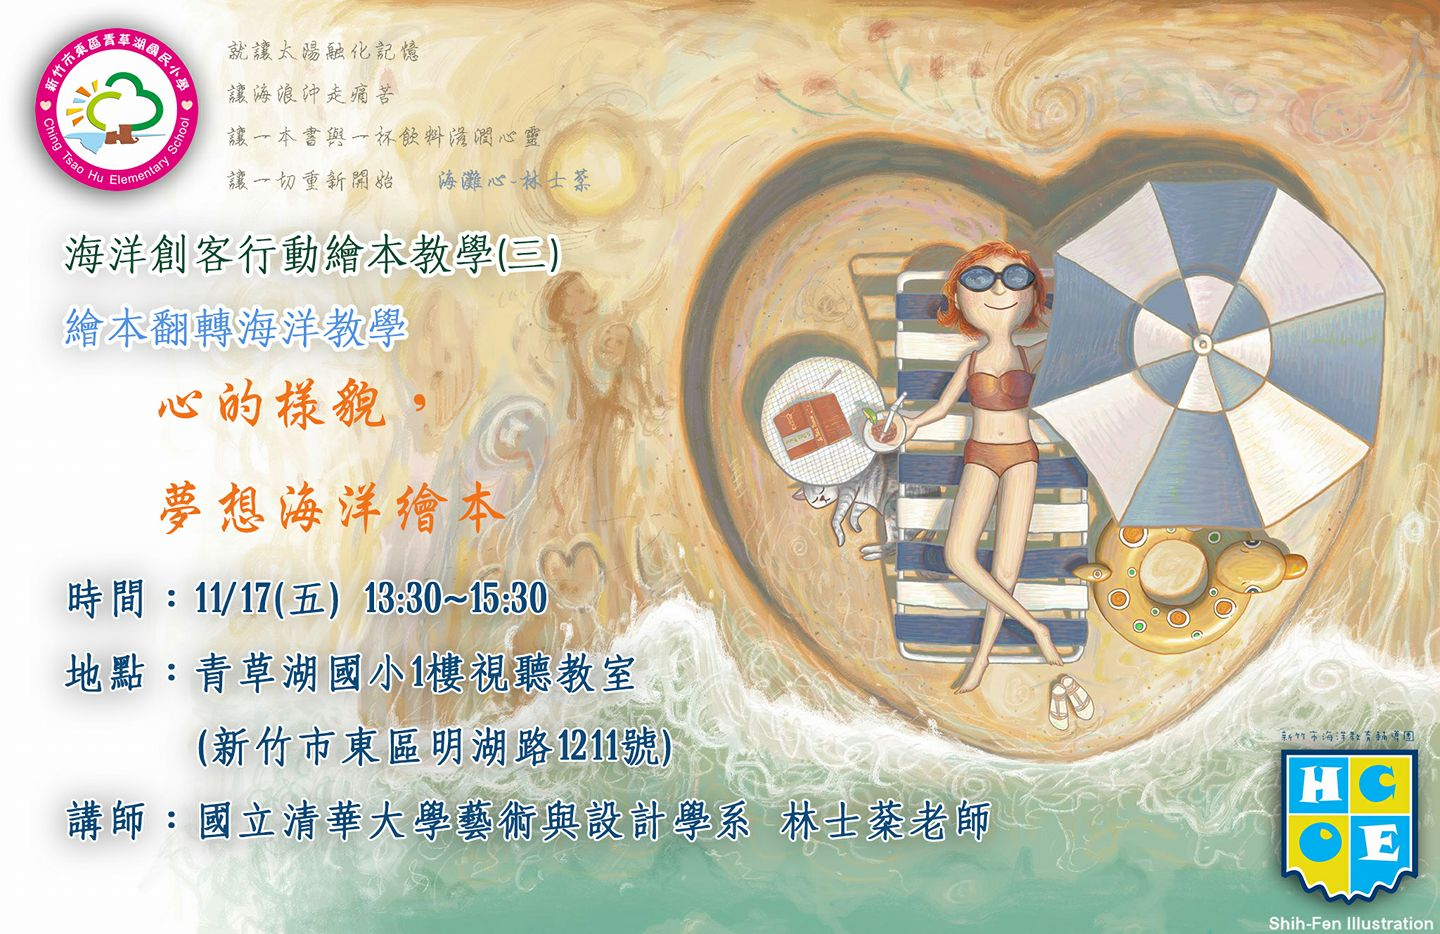 新竹市東區青草湖國民小學
Ching Tsao Hu Elementary School
就讓太陽融化記憶
讓海浪沖走痛苦
讓一本書與一杯飲料滋潤心靈
讓一切重新開始 海灘心-林士棻
海洋創客行動繪本教學(三)
繪本翻轉海洋教學
心的樣貌，
夢想海洋繪本
時間：11/17(五) 13:30~15:30
地點：青草湖國小1樓視聽教室
(新竹市東區明湖路1211號)
講師：國立清華大學藝術與設計學系 林士棻老師
新竹市海洋教育輔導團
HC
OE
Shih-Fen Illustration